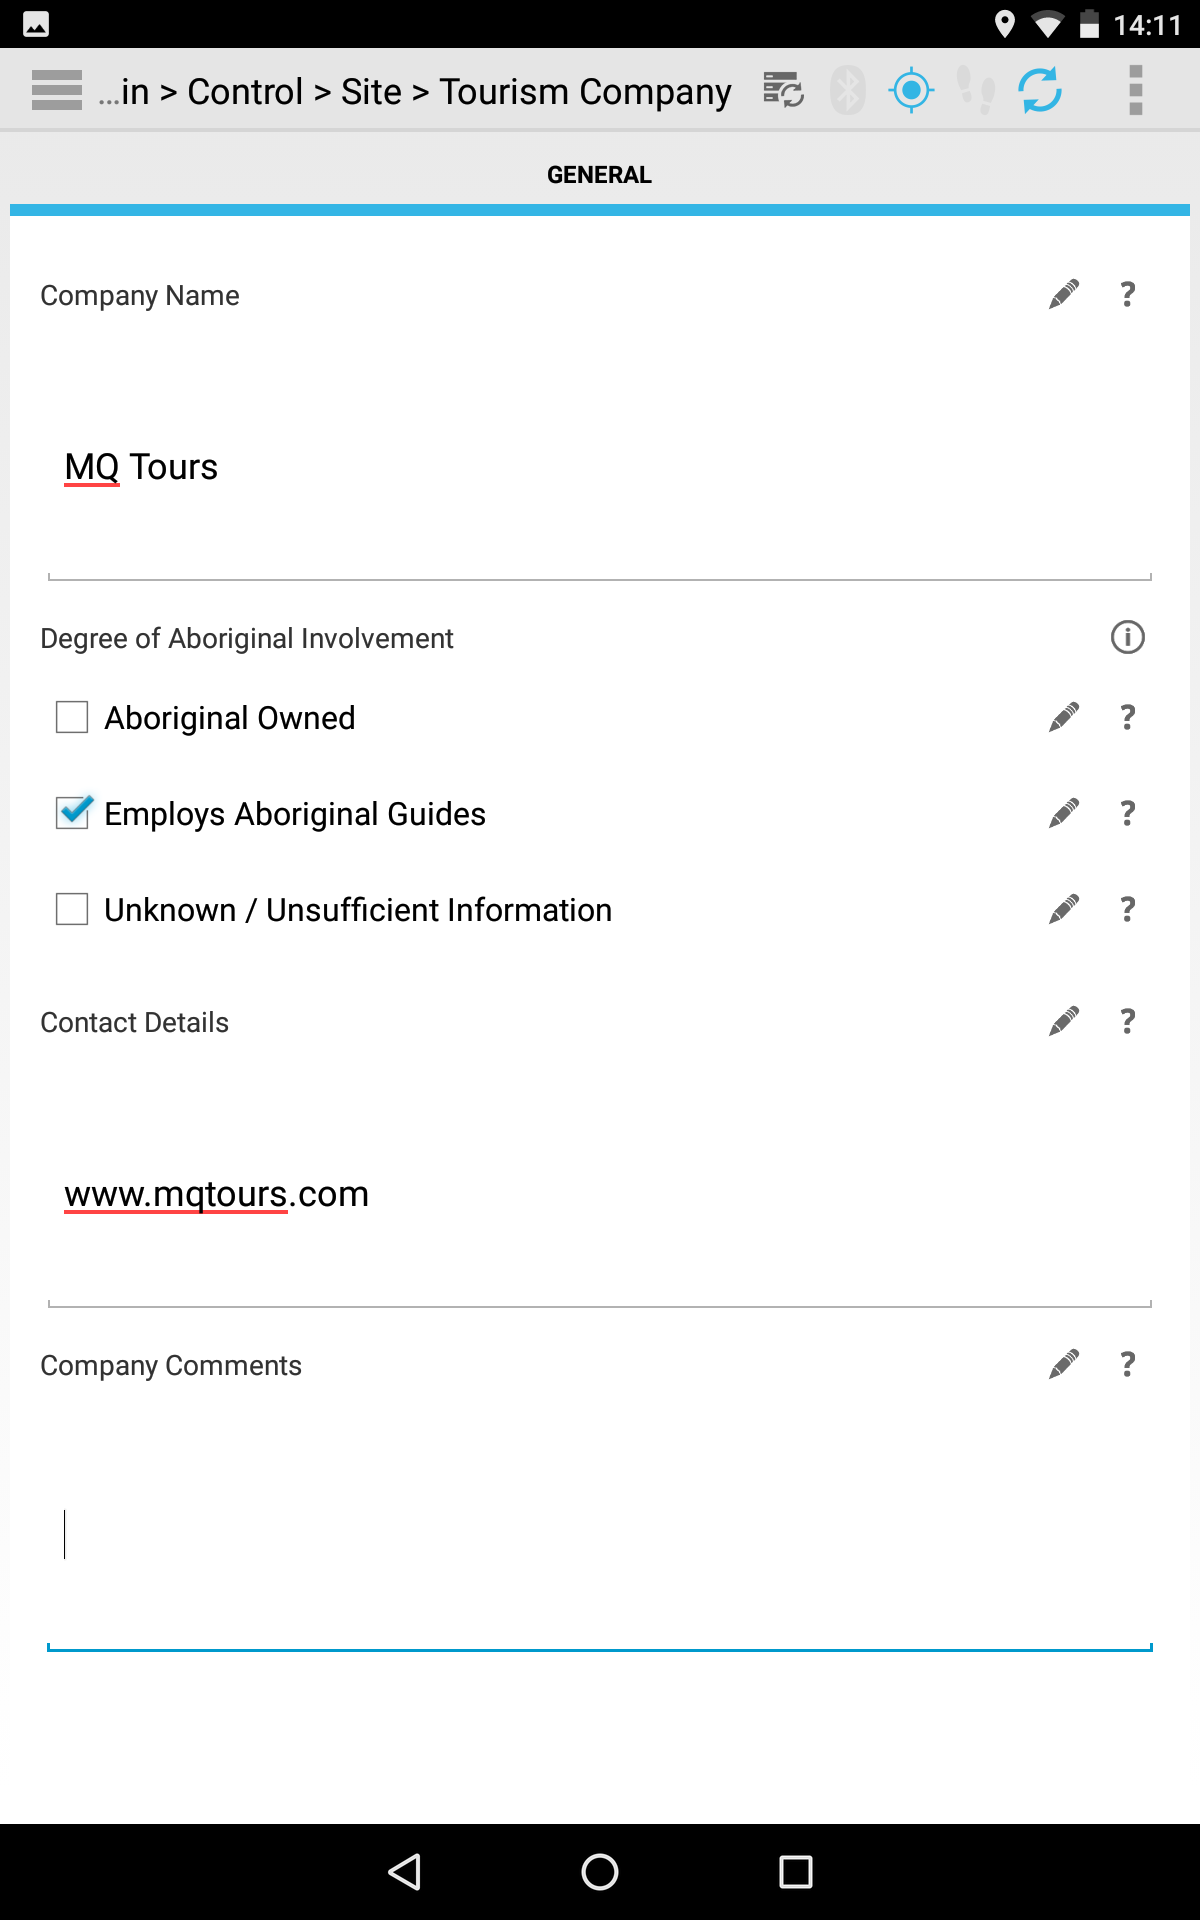 14:11
...in > Control > Site > Tourism Company
GENERAL
Company Name
?
MQ Tours
Degree of Aboriginal Involvement
Aboriginal Owned
?
Employs Aboriginal Guides
?
Unknown / Unsufficient Information
?
Contact Details
?
www.mqtours.com
Company Comments
?